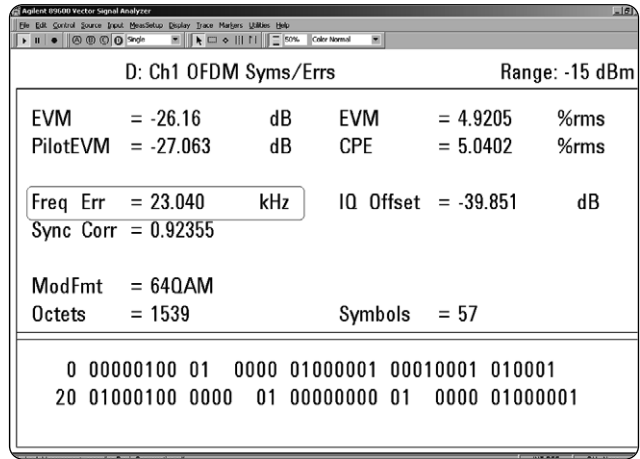 Agilent 89600 Vector Signal Analyzer
File Edit Control Source Input MeasSetup Display Trace Markers Utilities Help
A B C D Single 50% Color Normal
D: Ch1 OFDM Syms/Errs Range: -15 dBm
EVM = -26.16 dB EVM = 4.9205 %rms
PilotEVM = -27.063 dB CPE = 5.0402 %rms
Freq Err = 23.040 kHz IQ Offset = -39.851 dB
Sync Corr = 0.92355
ModFmt = 64QAM
Octets = 1539 Symbols = 57
0 00000100 01 0000 01000001 00010001 010001
20 01000100 0000 01 00000000 01 0000 01000001